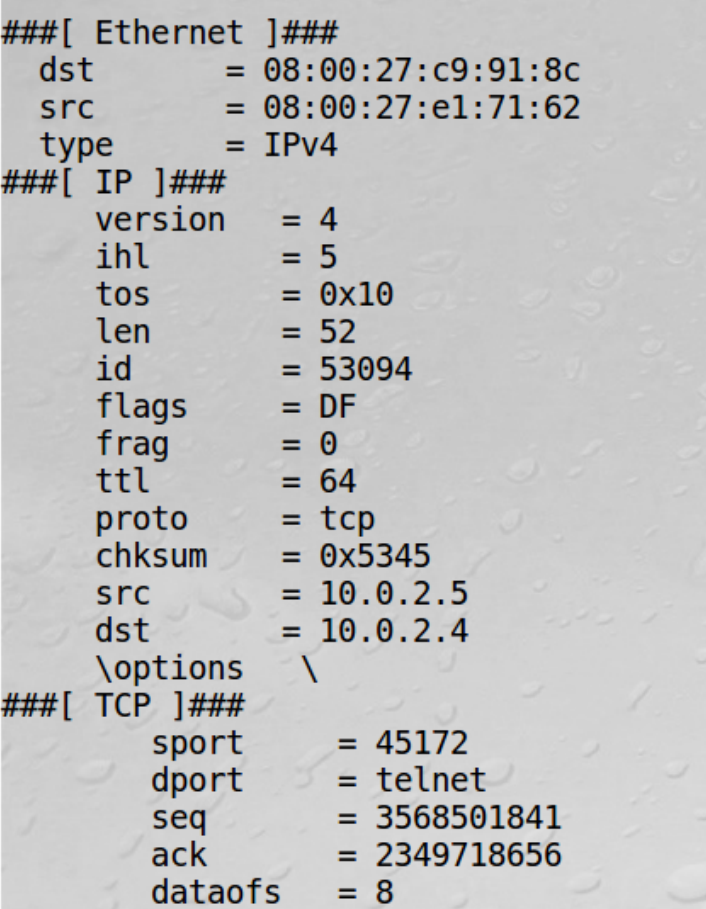 ###[ Ethernet ]###
  dst       = 08:00:27:c9:91:8c
  src       = 08:00:27:e1:71:62
  type      = IPv4
###[ IP ]###
     version   = 4
     ihl       = 5
     tos       = 0x10
     len       = 52
     id        = 53094
     flags     = DF
     frag      = 0
     ttl       = 64
     proto     = tcp
     chksum    = 0x5345
     src       = 10.0.2.5
     dst       = 10.0.2.4
     \options   \
###[ TCP ]###
        sport     = 45172
        dport     = telnet
        seq       = 3568501841
        ack       = 2349718656
        dataofs   = 8